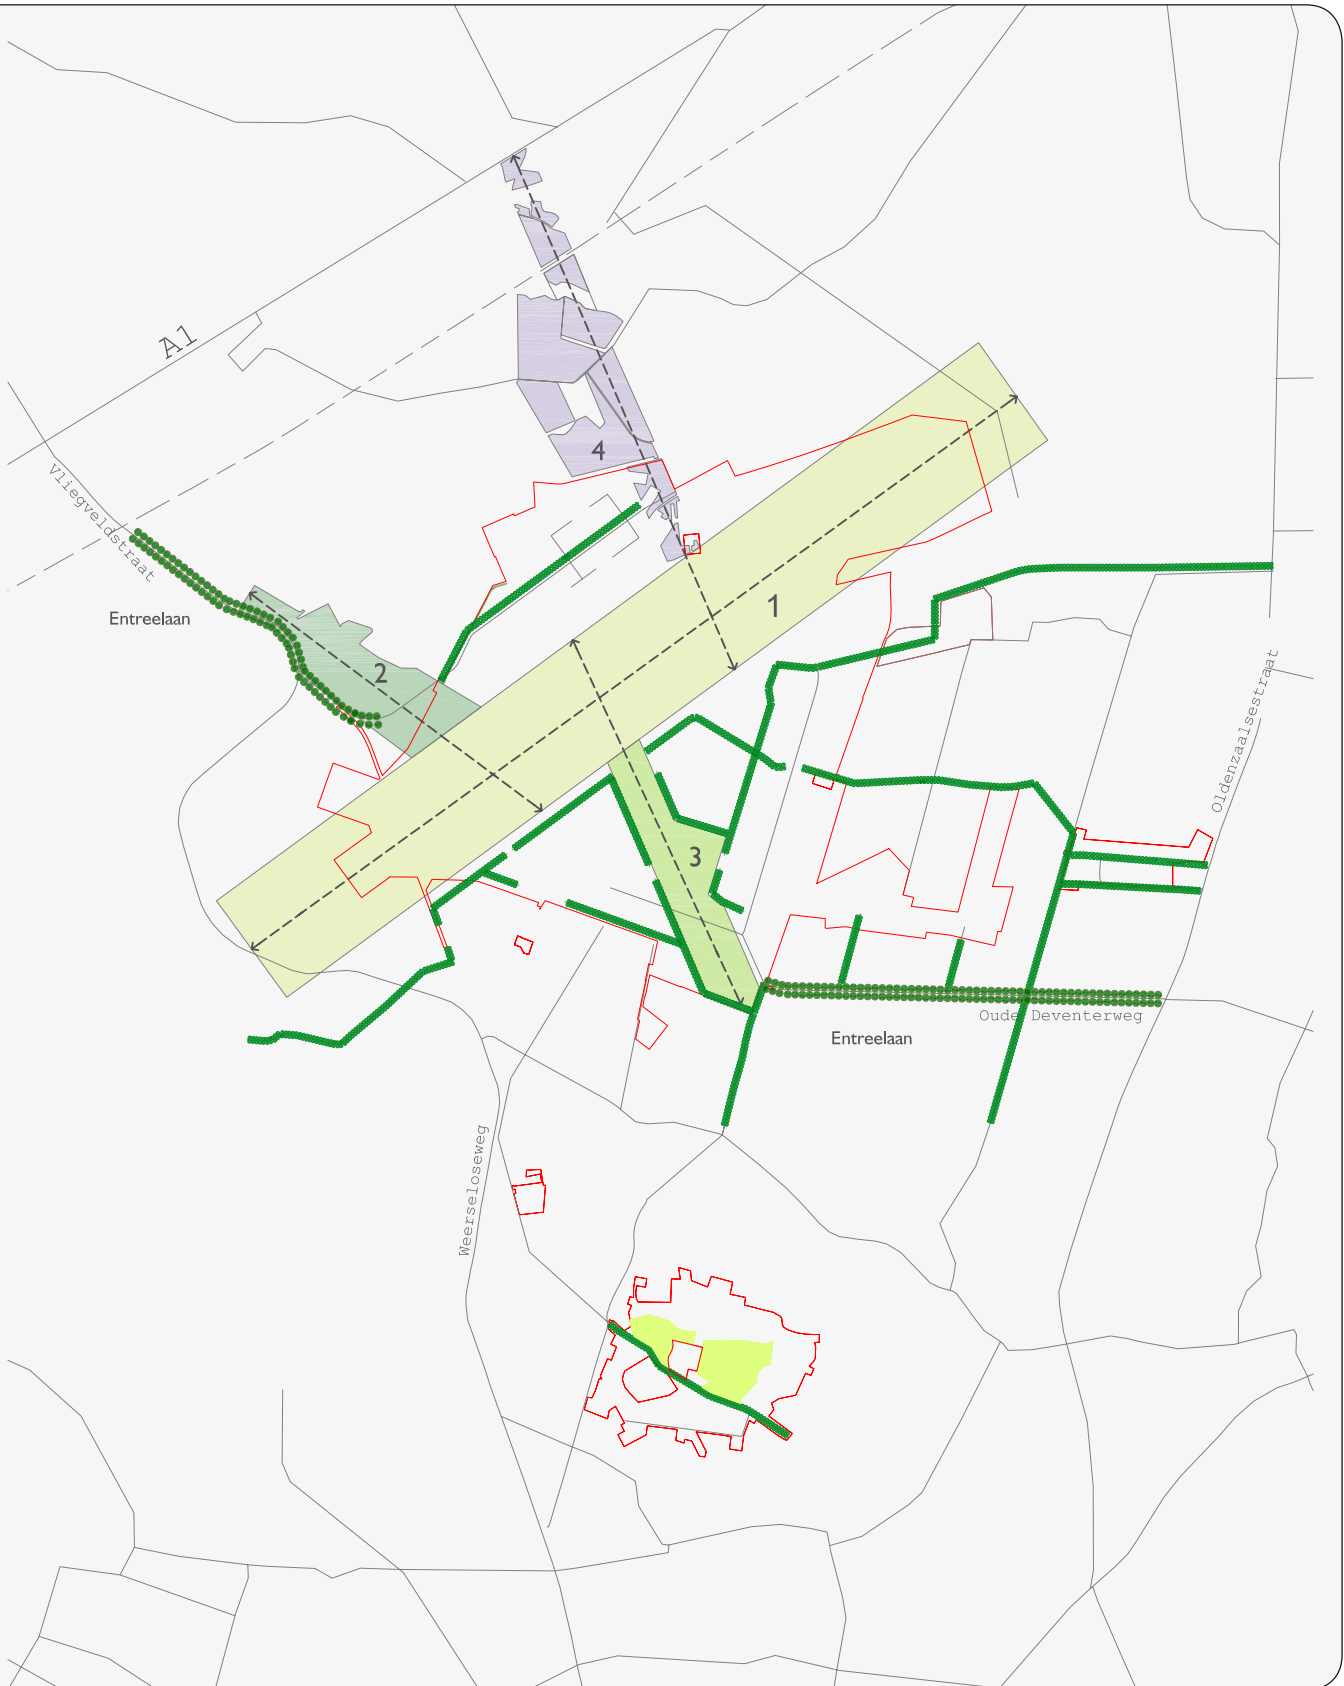 A1
4
Vliegveldstraat
1
Entreelaan
2
Oldenzaalsestraat
3
Oude Deventerweg
Entreelaan
Weerseloseweg